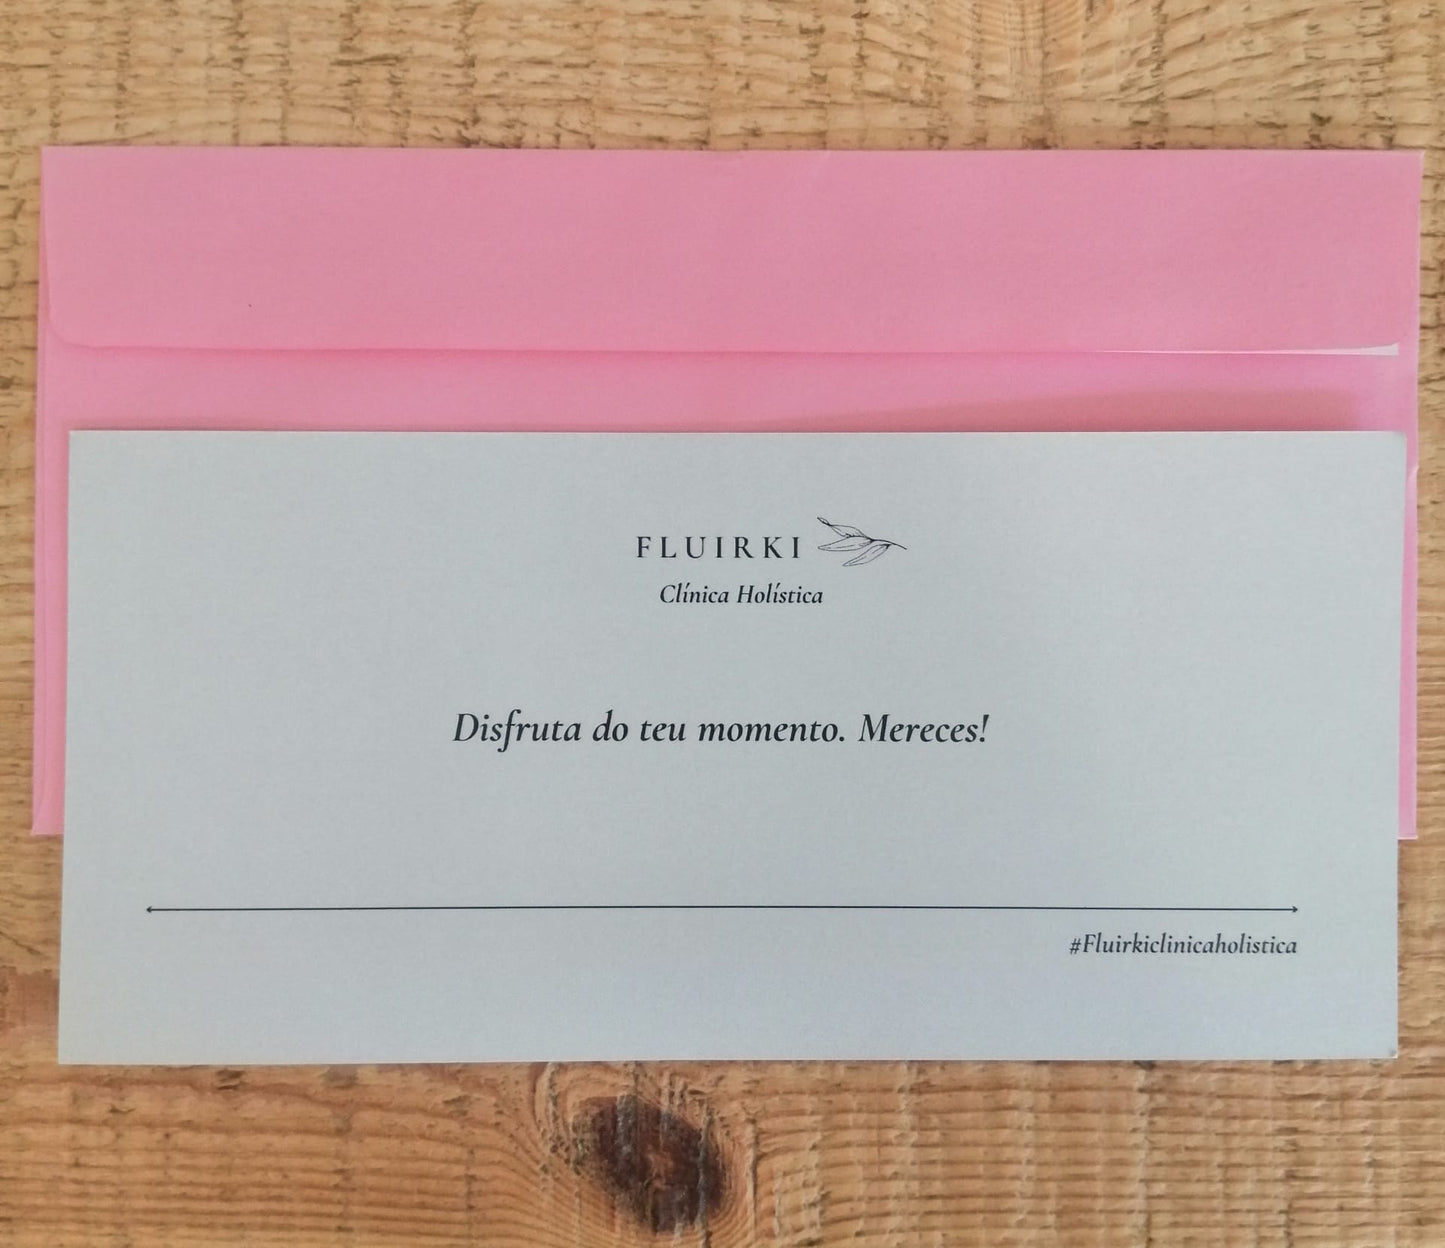 FLUIRKI
Clínica Holística
Disfruta do teu momento. Mereces!
#Fluirkiclinicaholistica